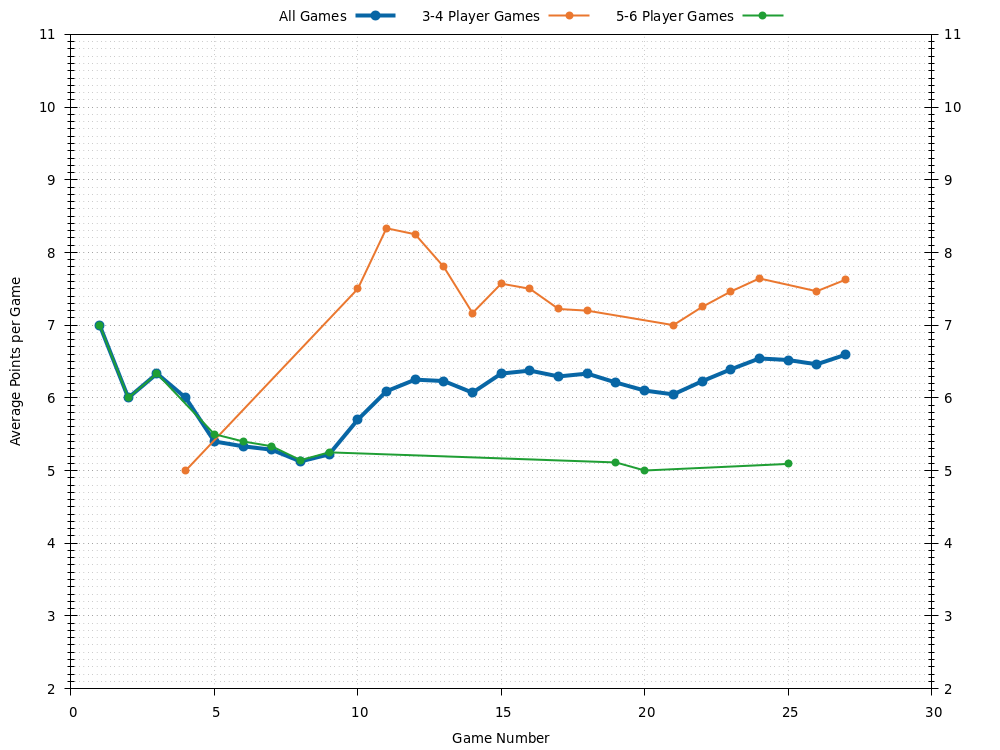 All Games 3-4 Player Games 5-6 Player Games
11 11
10 10
9 9
8 8
7 7
6 6
5 5
4 4
3 3
2 2
0 5 10 15 20 25 30
Average Points per Game
Game Number